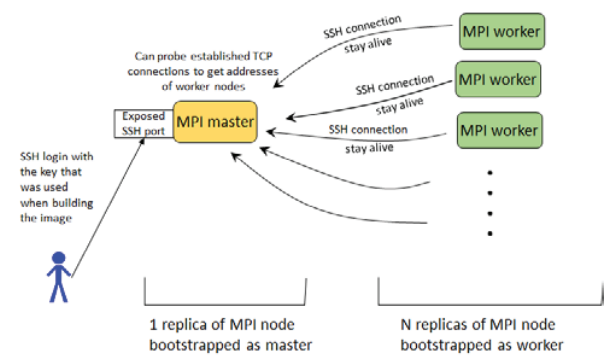 SSH connection
stay alive
MPI worker
Can probe established TCP
connections to get addresses
of worker nodes
SSH connection
stay alive
MPI worker
Exposed
SSH port
MPI master
SSH connection
stay alive
MPI worker
SSH login with
the key that
was used
when building
the image
1 replica of MPI node
bootstrapped as master
N replicas of MPI node
bootstrapped as worker